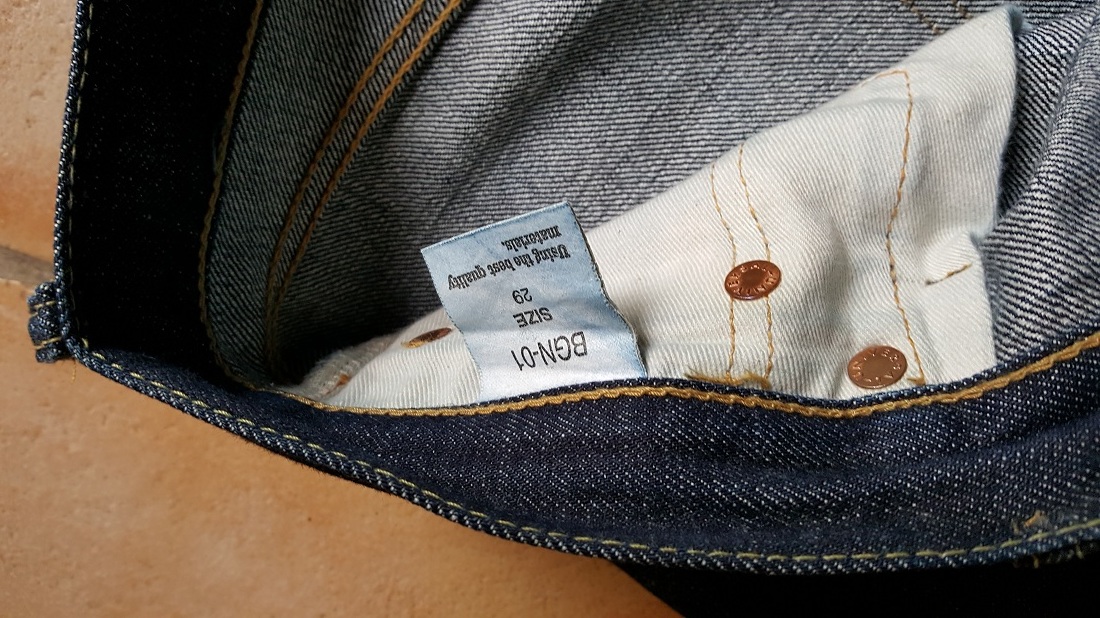 BGN-01
SIZE
29
Using the best quality
materials.